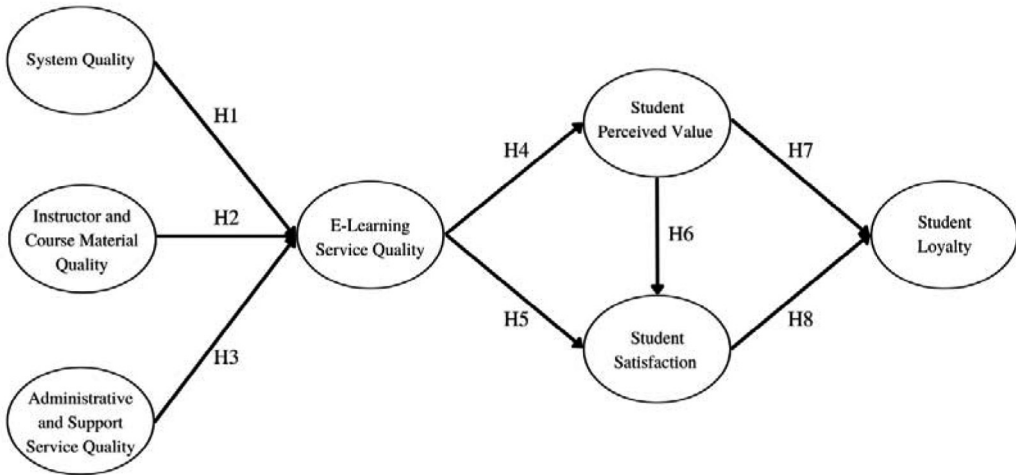 System Quality
H1
Instructor and
Course Material
Quality
H2
Administrative
and Support
Service Quality
H3
E-Learning
Service Quality
H4
H5
Student
Perceived Value
H6
Student
Satisfaction
H7
H8
Student
Loyalty